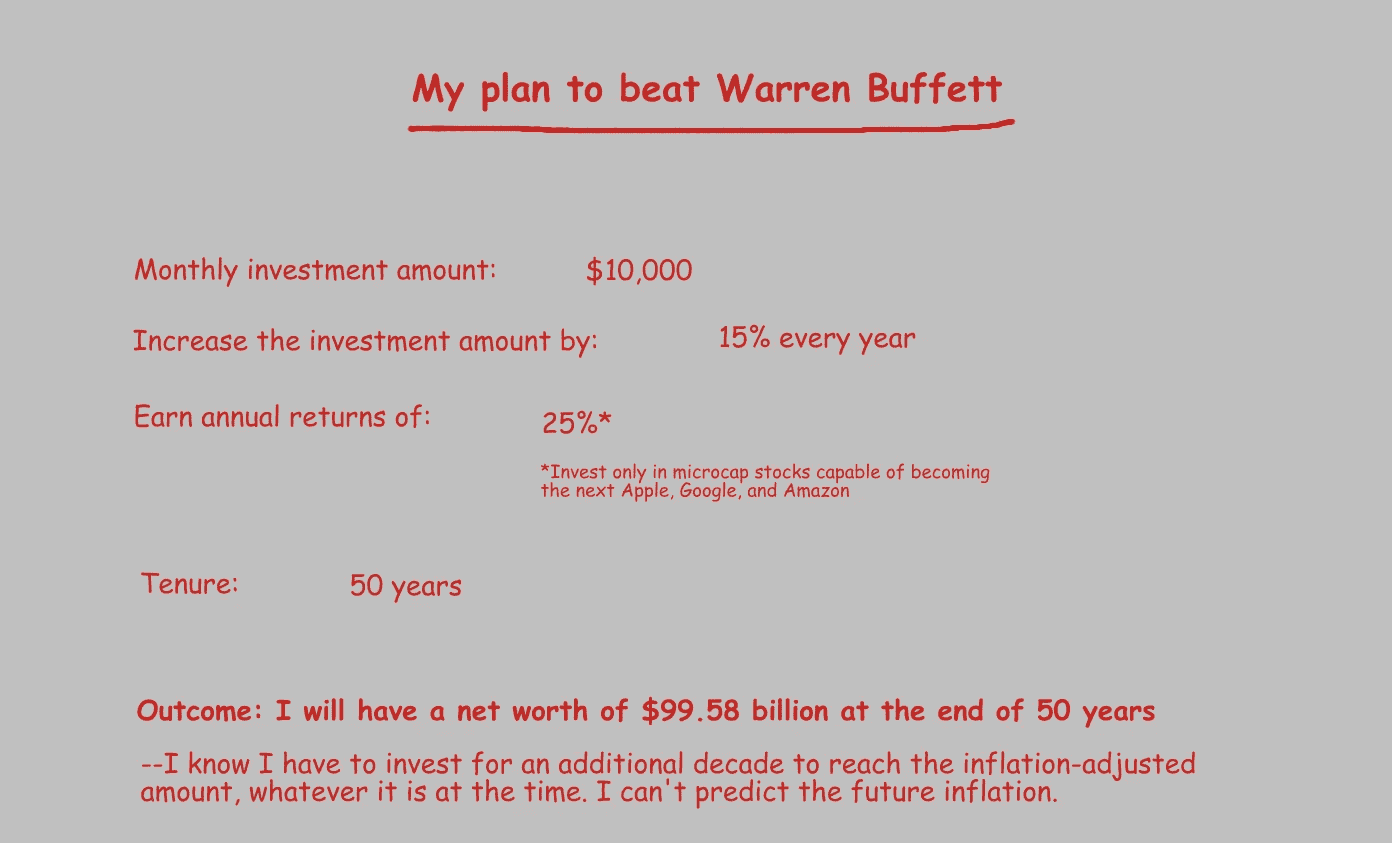 My plan to beat Warren Buffett
Monthly investment amount: $10,000
Increase the investment amount by: 15% every year
Earn annual returns of: 25%*
*Invest only in microcap stocks capable of becoming
the next Apple, Google, and Amazon
Tenure: 50 years
Outcome: I will have a net worth of $99.58 billion at the end of 50 years
--I know I have to invest for an additional decade to reach the inflation-adjusted
amount, whatever it is at the time. I can't predict the future inflation.